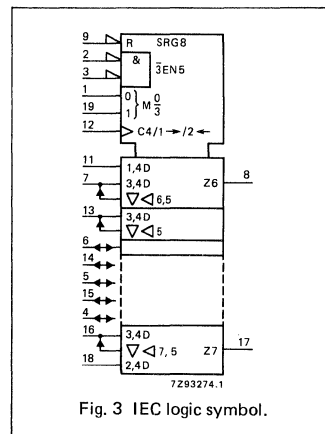 9 R SRG8
2 & 3̅EN5
3
1 0 } M 0/3
19 1
12 C4/1 → /2 ←
11 1,4D
7 3,4D Z6 8
▽ ◁ 6,5
13 3,4D
▽ ◁ 5
6
14
5
15
4
16 3,4D Z7 17
▽ ◁ 7, 5
18 2,4D
7Z93274.1
Fig. 3 IEC logic symbol.